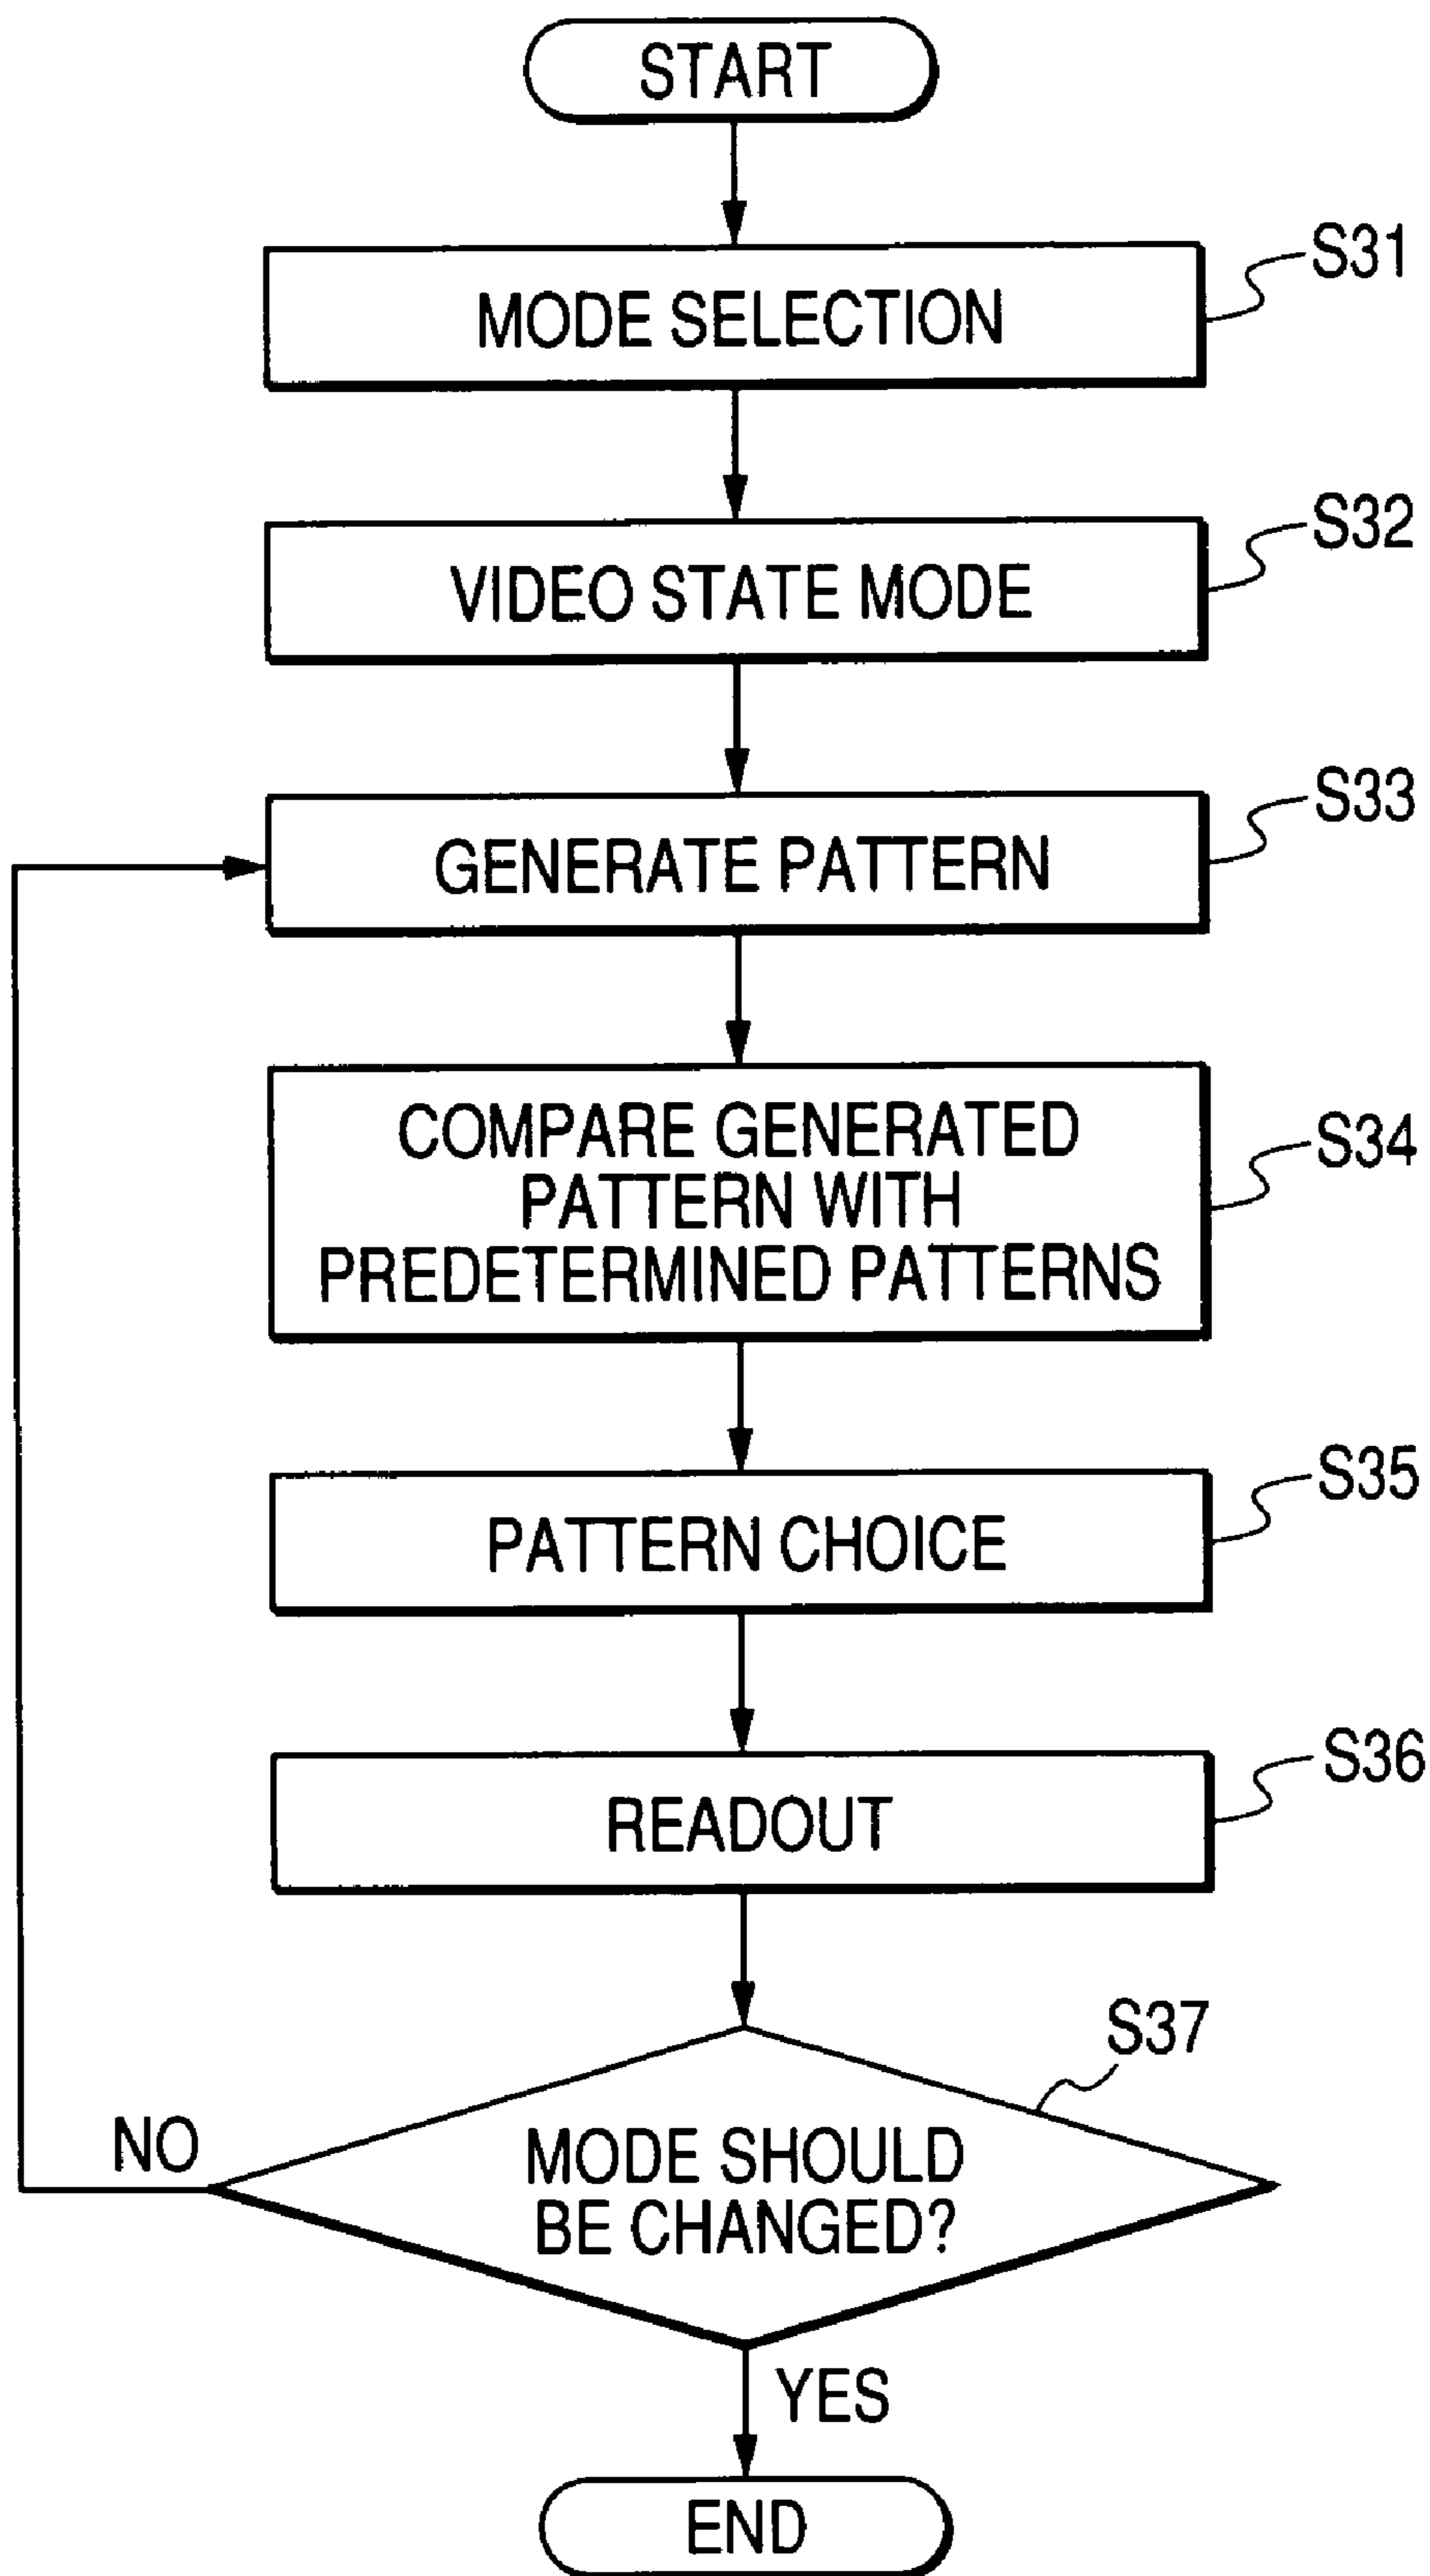 START
S31
MODE SELECTION
S32
VIDEO STATE MODE
S33
GENERATE PATTERN
COMPARE GENERATED
S34
PATTERN WITH
PREDETERMINED PATTERNS
S35
PATTERN CHOICE
S36
READOUT
S37
NO
MODE SHOULD
BE CHANGED?
YES
END